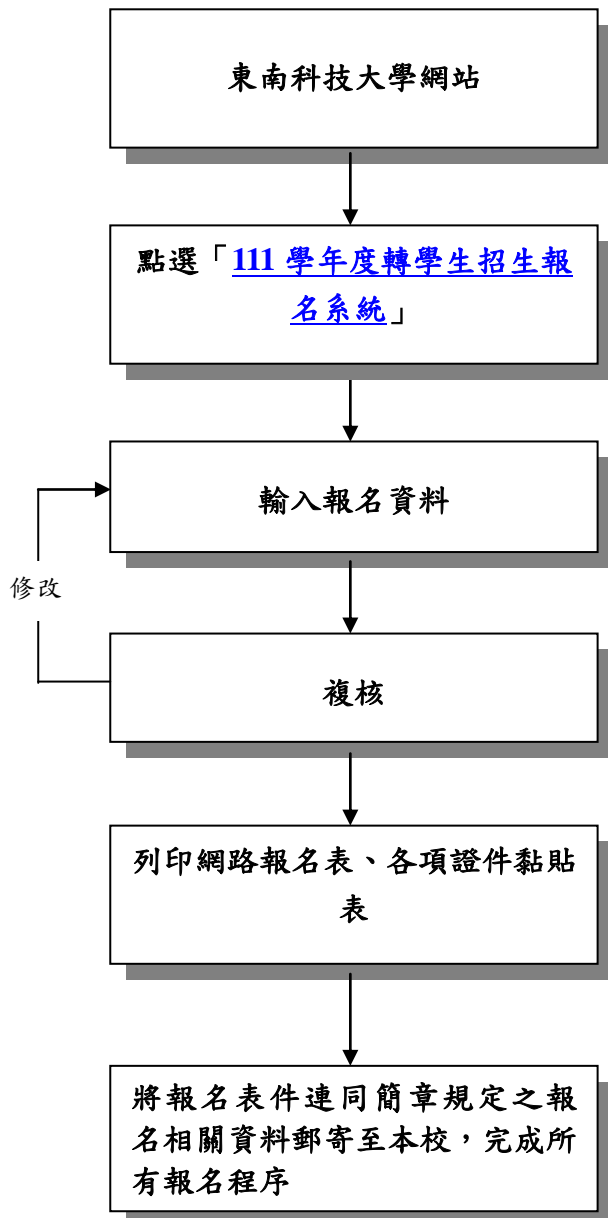 東南科技大學網站
點選「111 學年度轉學生招生報
名系統」
輸入報名資料
修改
複核
列印網路報名表、各項證件黏貼
表
將報名表件連同簡章規定之報
名相關資料郵寄至本校，完成所
有報名程序